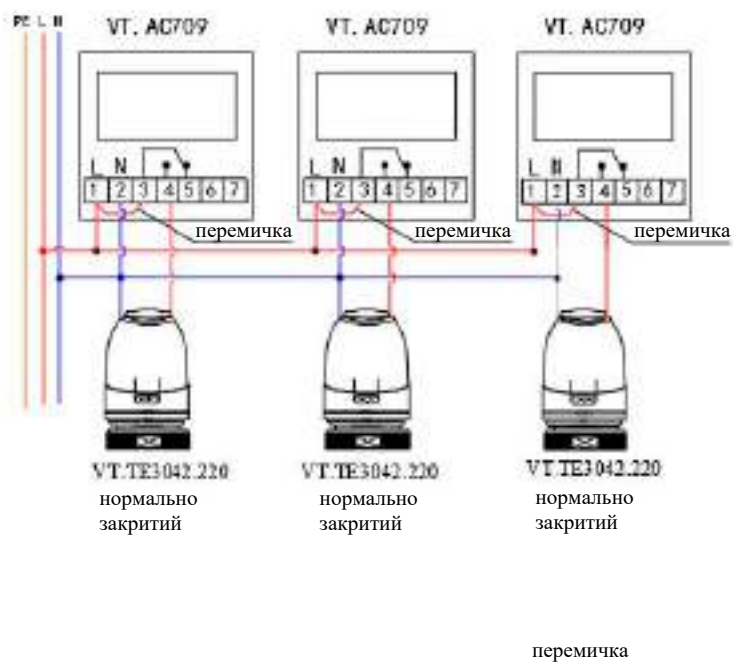 PE L N VT. AC709 VT. AC709 VT. AC709
L N L N L N
1 2 3 4 5 6 7 1 2 3 4 5 6 7 1 2 3 4 5 6 7
перемичка перемичка перемичка
VT.TE3042.220 VT.TE3042.220 VT.TE3042.220
нормально нормально нормально
закритий закритий закритий
перемичка